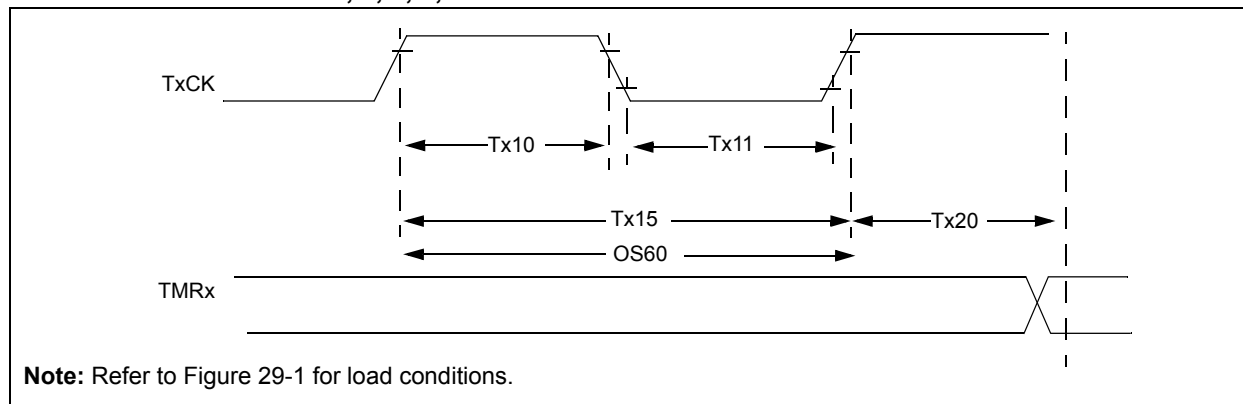 TxCK
Tx10
Tx11
Tx15
Tx20
OS60
TMRx
Note: Refer to Figure 29-1 for load conditions.